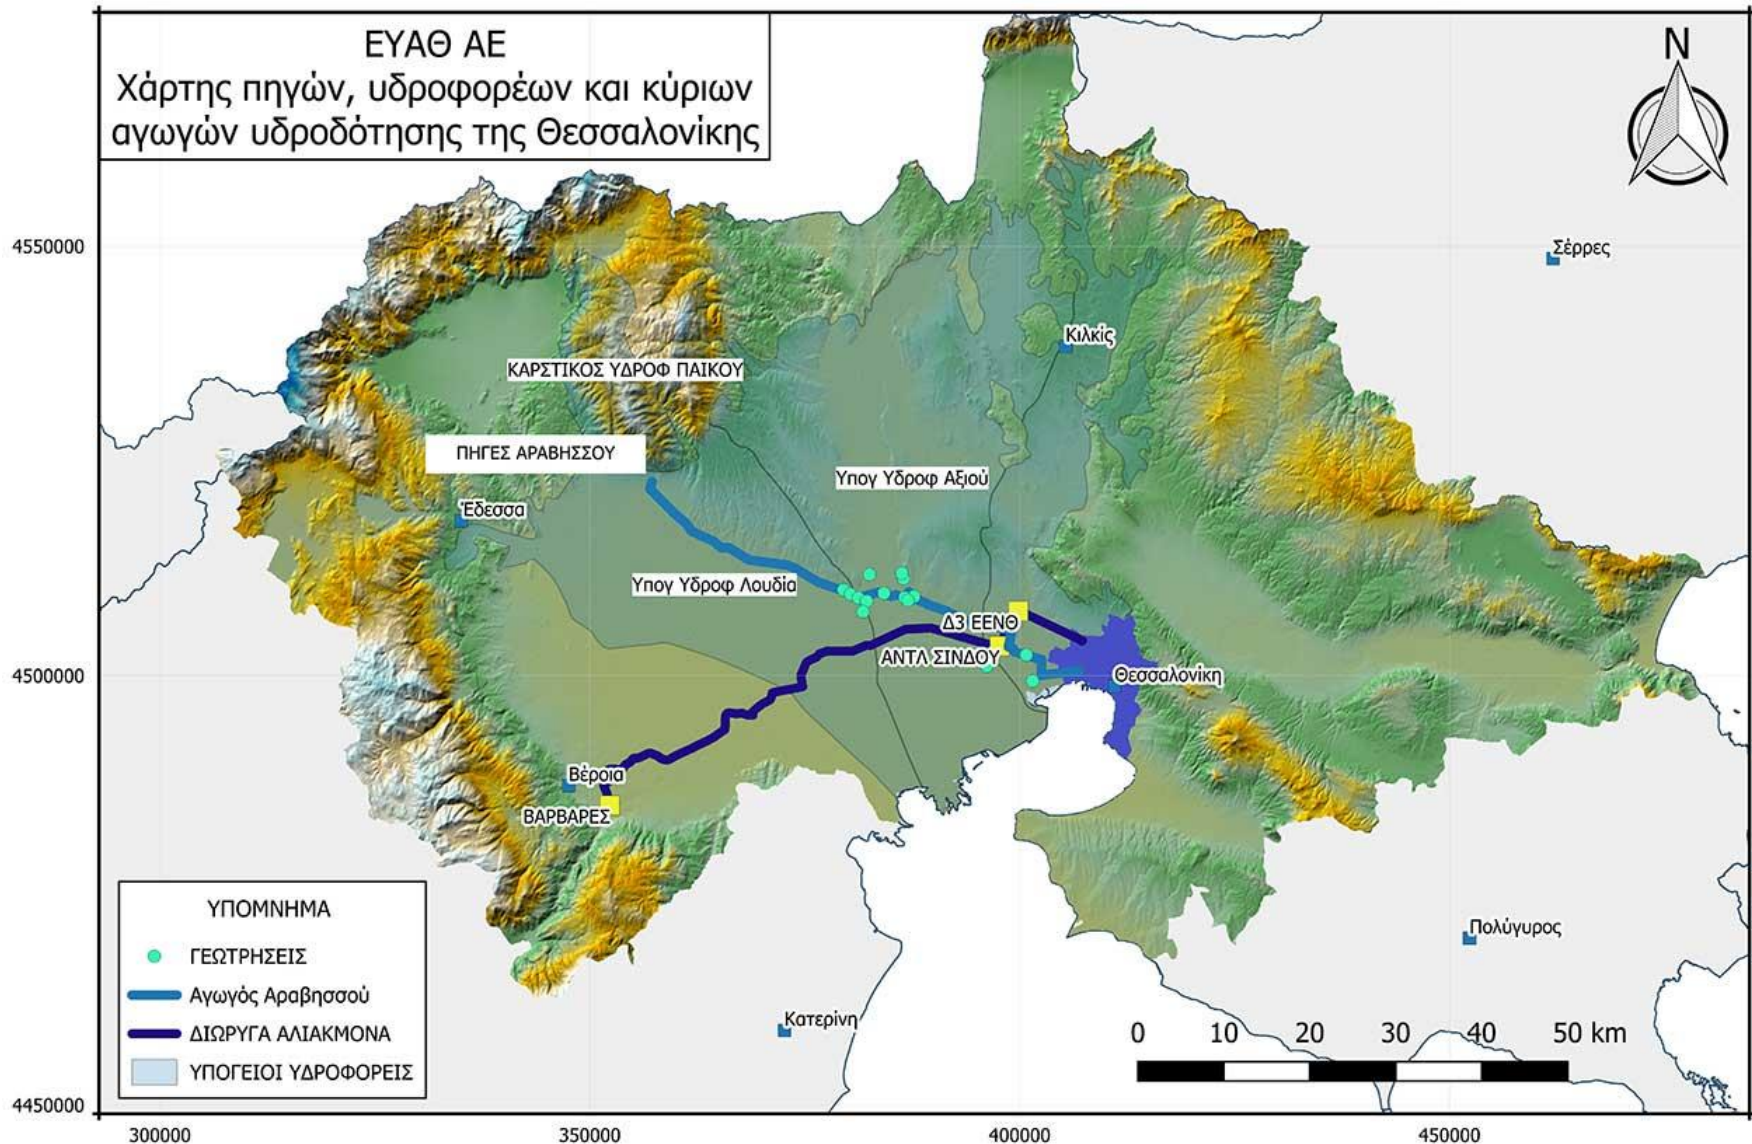 ΕΥΑΘ ΑΕ
Χάρτης πηγών, υδροφορέων και κύριων
αγωγών υδροδότησης της Θεσσαλονίκης
N
4550000
Σέρρες
Κιλκίς
ΚΑΡΣΤΙΚΟΣ ΥΔΡΟΦ ΠΑΙΚΟΥ
ΠΗΓΕΣ ΑΡΑΒΗΣΣΟΥ
Υπογ Υδροφ Αξιού
Έδεσσα
Υπογ Υδροφ Λουδία
Δ3 ΕΕΝΘ
ΑΝΤΛ ΣΙΝΔΟΥ
4500000
Θεσσαλονίκη
Βέροια
ΒΑΡΒΑΡΕΣ
ΥΠΟΜΝΗΜΑ
ΓΕΩΤΡΗΣΕΙΣ
Αγωγός Αραβησσού
ΔΙΩΡΥΓΑ ΑΛΙΑΚΜΟΝΑ
ΥΠΟΓΕΙΟΙ ΥΔΡΟΦΟΡΕΙΣ
Πολύγυρος
Κατερίνη
0 10 20 30 40 50 km
4450000
300000 350000 400000 450000